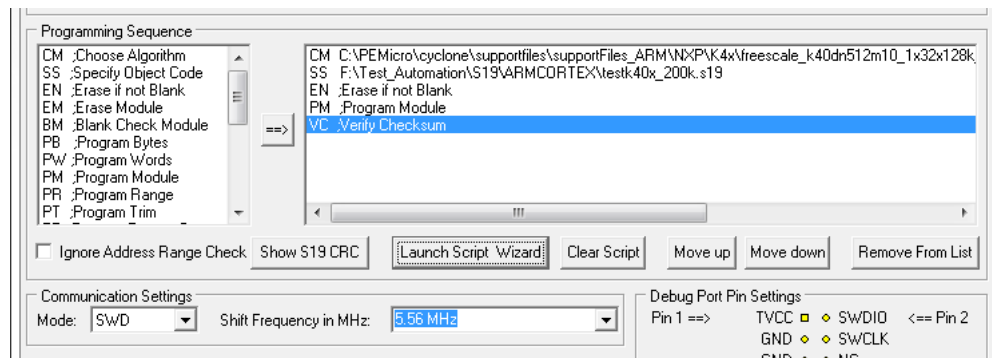 Programming Sequence
CM ;Choose Algorithm
SS ;Specify Object Code
EN ;Erase if not Blank
EM ;Erase Module
BM ;Blank Check Module
PB ;Program Bytes
PW ;Program Words
PM ;Program Module
PR ;Program Range
PT ;Program Trim
==>
CM C:\PEMicro\cyclone\supportfiles\supportFiles_ARM\NXP\K4x\freescale_k40dn512m10_1x32x128k_
SS F:\Test_Automation\S19\ARMCORTEX\testk40x_200k.s19
EN ;Erase if not Blank
PM ;Program Module
VC ;Verify Checksum
Ignore Address Range Check Show S19 CRC Launch Script Wizard Clear Script Move up Move down Remove From List
Communication Settings
Mode: SWD Shift Frequency in MHz: 5.56 MHz
Debug Port Pin Settings
Pin 1 ==> TVCC SWDIO <== Pin 2
GND SWCLK